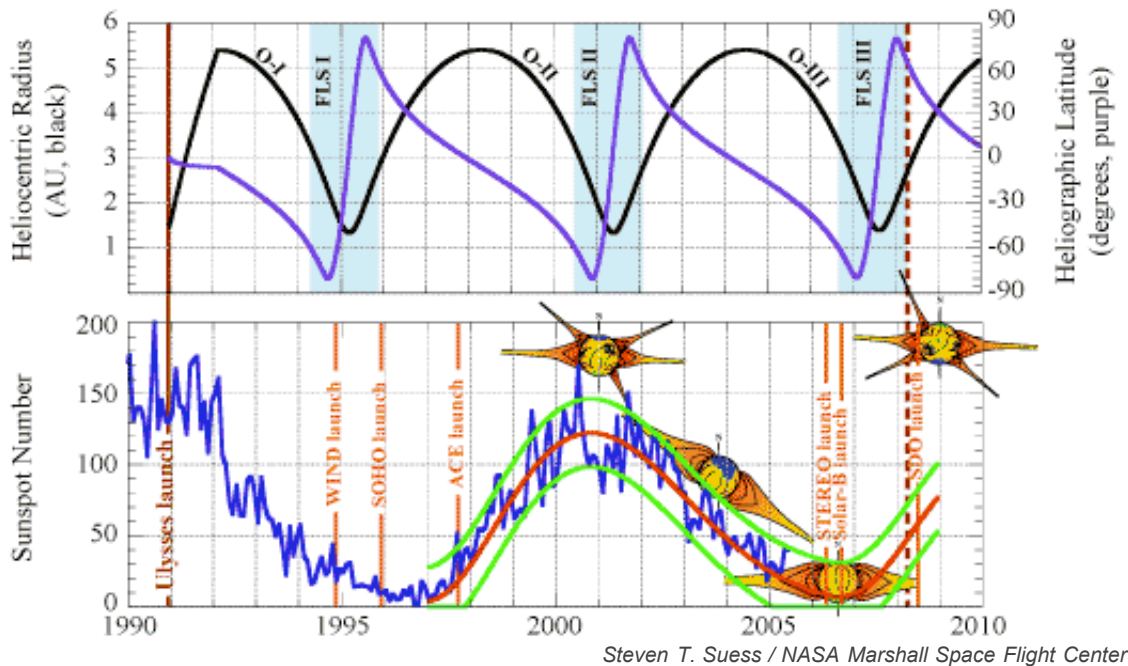 6
5
4
3
2
1
Heliocentric Radius
(AU, black)
O-I
FLS I
O-II
FLS II
O-III
FLS III
90
60
30
0
-30
-60
-90
Heliographic Latitude
(degrees, purple)
200
150
100
50
0
Sunspot Number
Ulysses launch
WIND launch
SOHO launch
ACE launch
STEREO launch
Solar-B launch
SDO launch
N
N
1990
1995
2000
2005
2010
Steven T. Suess / NASA Marshall Space Flight Center